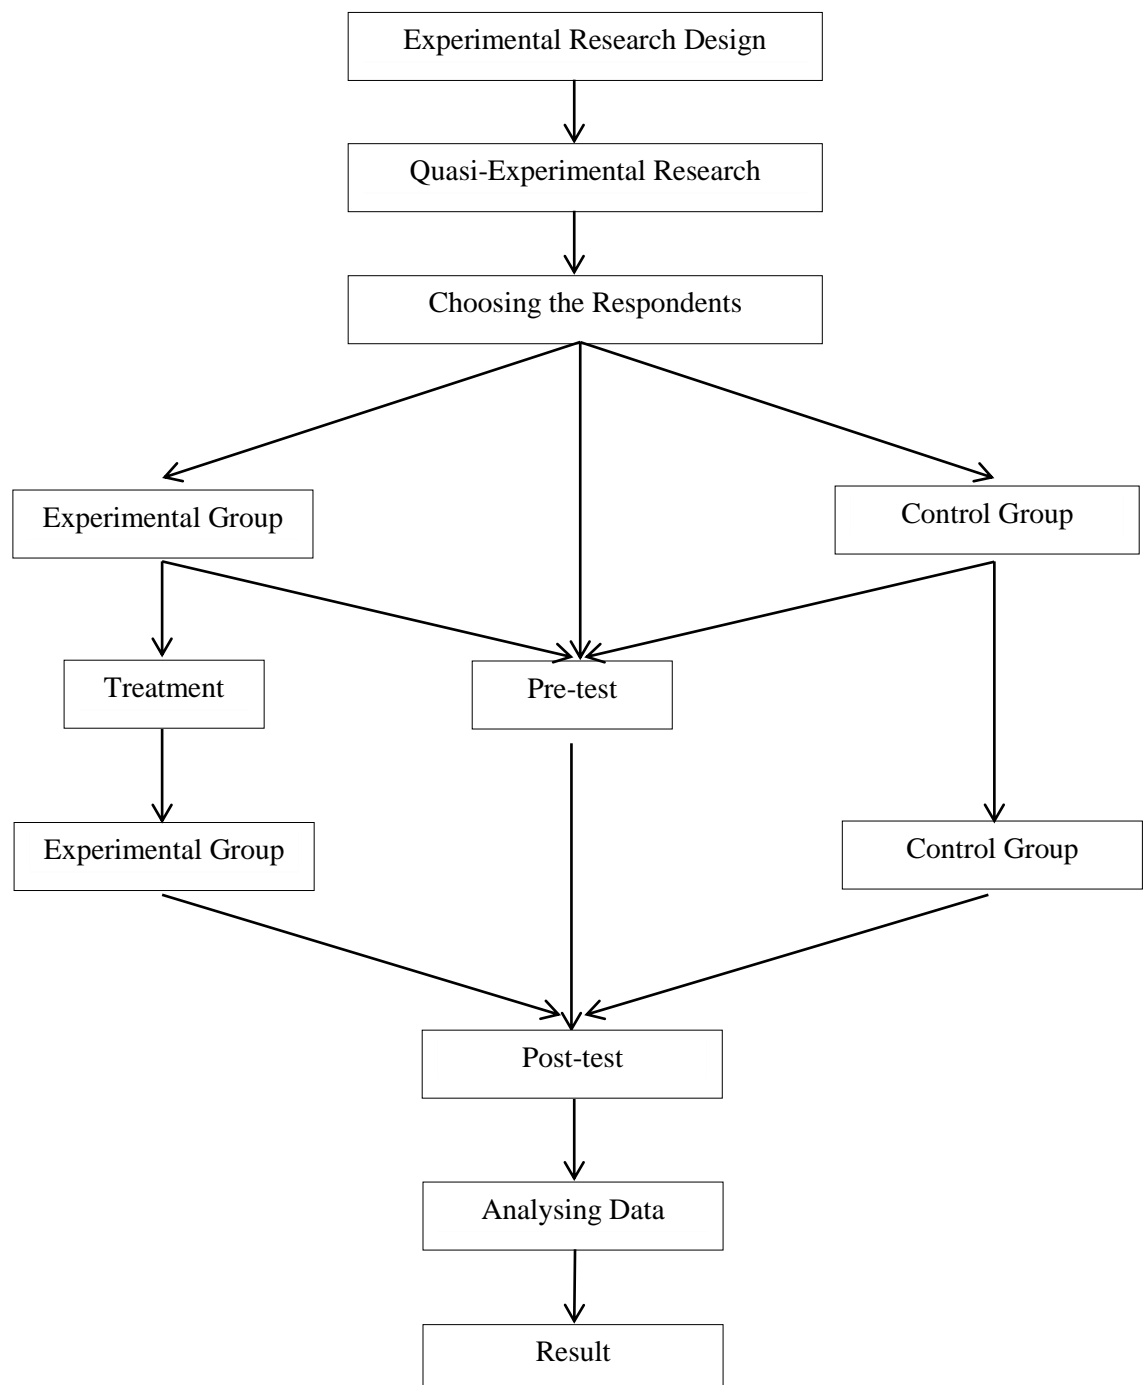 Experimental Research Design
Quasi-Experimental Research
Choosing the Respondents
Experimental Group
Control Group
Treatment
Pre-test
Experimental Group
Control Group
Post-test
Analysing Data
Result